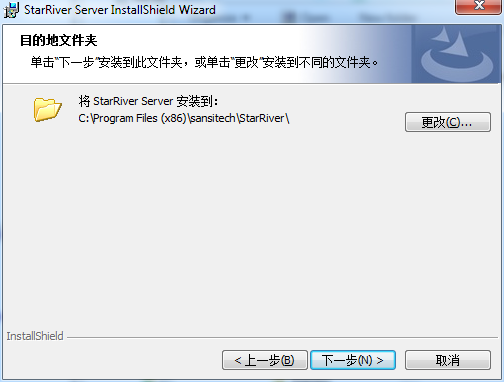 StarRiver Server InstallShield Wizard
目的地文件夹
单击“下一步”安装到此文件夹，或单击“更改”安装到不同的文件夹。
将 StarRiver Server 安装到：
C:\Program Files (x86)\sansitech\StarRiver\
更改(C)...
InstallShield
< 上一步(B)
下一步(N) >
取消